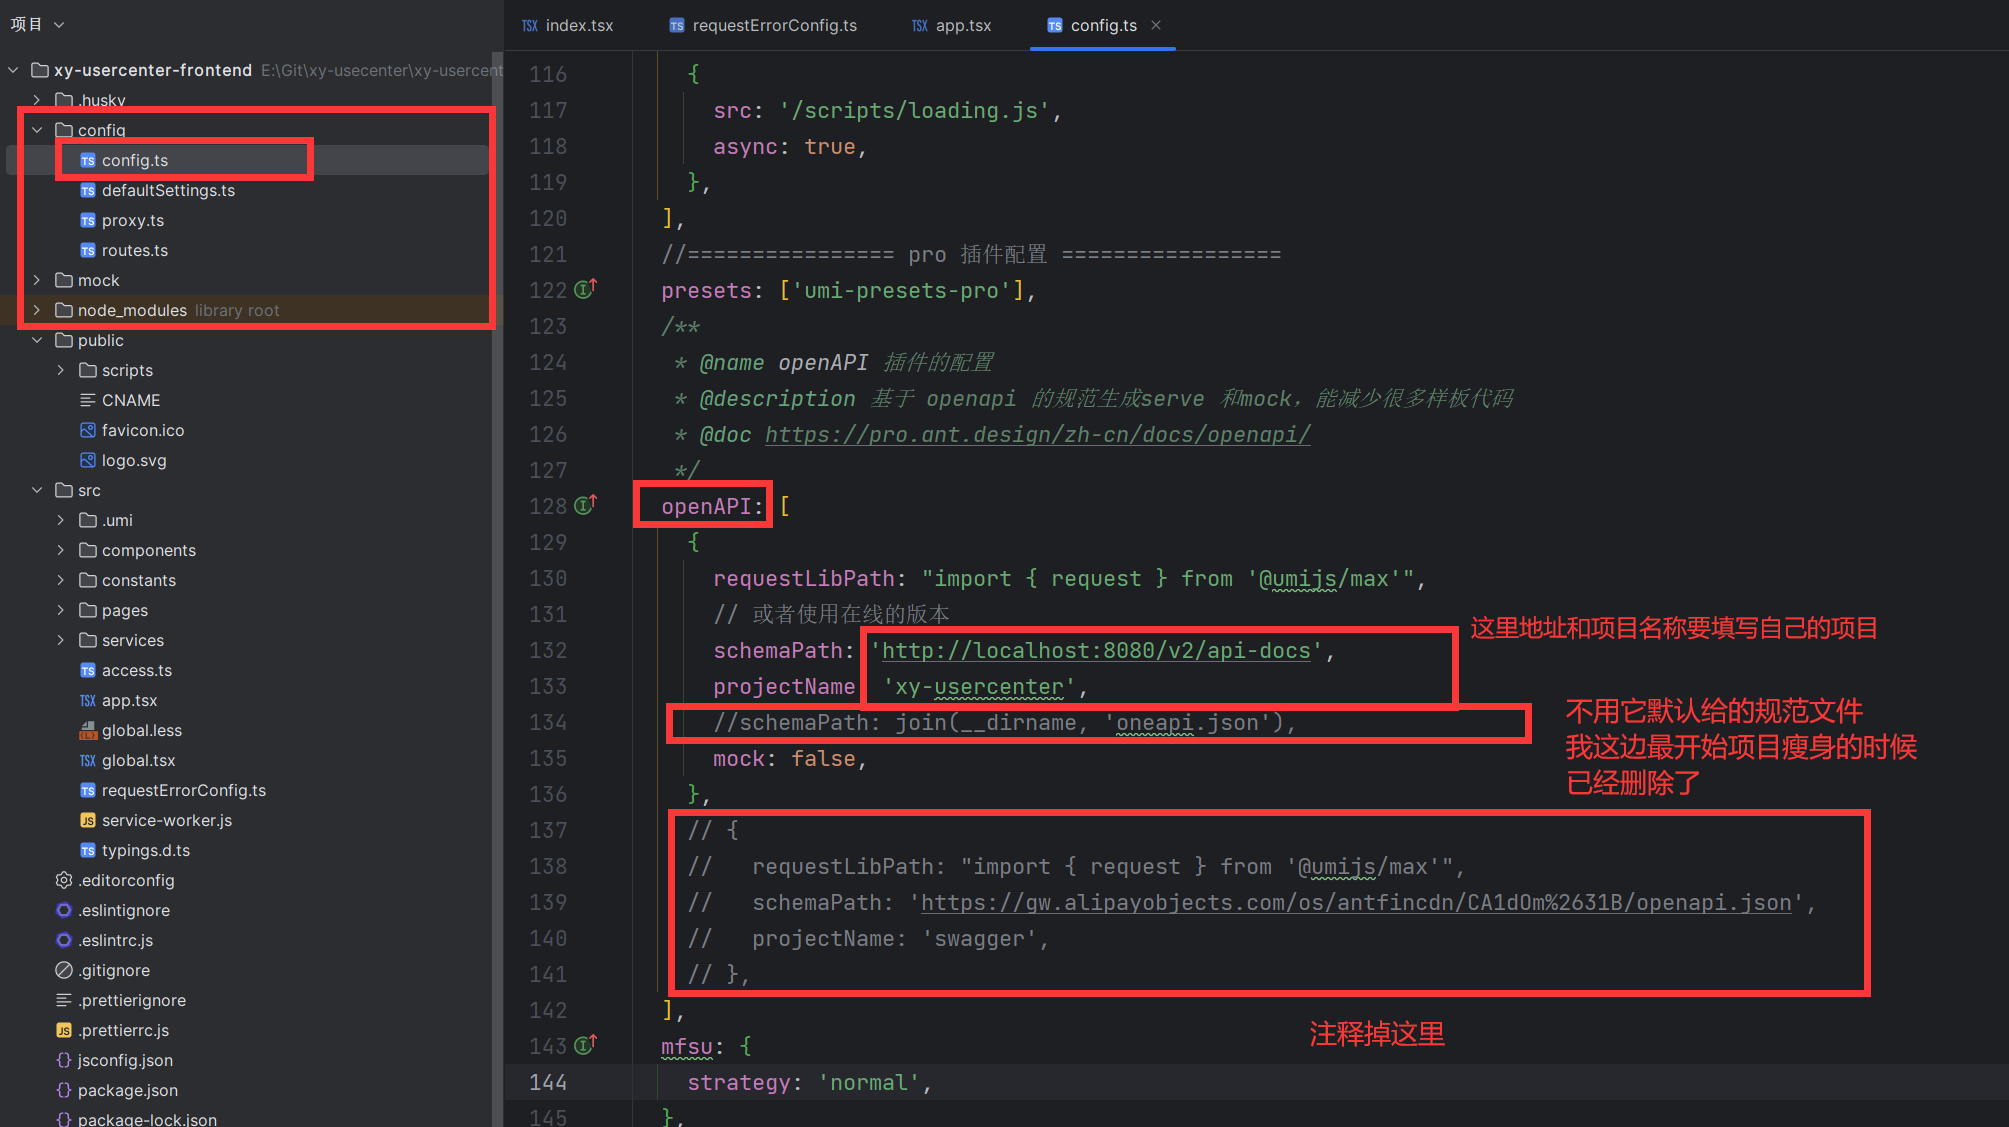 项目
xy-usercenter-frontend E:\Git\xy-usecenter\xy-usercent
.husky
config
config.ts
defaultSettings.ts
proxy.ts
routes.ts
mock
node_modules library root
public
scripts
CNAME
favicon.ico
logo.svg
src
.umi
components
constants
pages
services
access.ts
app.tsx
global.less
global.tsx
requestErrorConfig.ts
service-worker.js
typings.d.ts
.editorconfig
.eslintignore
.eslintrc.js
.gitignore
.prettierignore
.prettierrc.js
jsconfig.json
package.json
package-lock.json
index.tsx requestErrorConfig.ts app.tsx config.ts
116 {
117 src: '/scripts/loading.js',
118 async: true,
119 },
120 ],
121 //================ pro 插件配置 =================
122 presets: ['umi-presets-pro'],
123 /**
124 * @name openAPI 插件的配置
125 * @description 基于 openapi 的规范生成serve 和mock，能减少很多样板代码
126 * @doc https://pro.ant.design/zh-cn/docs/openapi/
127 */
128 openAPI: [
129 {
130 requestLibPath: "import { request } from '@umijs/max'",
131 // 或者使用在线的版本
132 schemaPath: 'http://localhost:8080/v2/api-docs',
133 projectName 'xy-usercenter',
134 //schemaPath: join(__dirname, 'oneapi.json'),
135 mock: false,
136 },
137 // {
138 // requestLibPath: "import { request } from '@umijs/max'",
139 // schemaPath: 'https://gw.alipayobjects.com/os/antfincdn/CA1dOm%2631B/openapi.json',
140 // projectName: 'swagger',
141 // },
142 ],
143 mfsu: {
144 strategy: 'normal',
145 },
这里地址和项目名称要填写自己的项目
不用它默认给的规范文件
我这边最开始项目瘦身的时候
已经删除了
注释掉这里